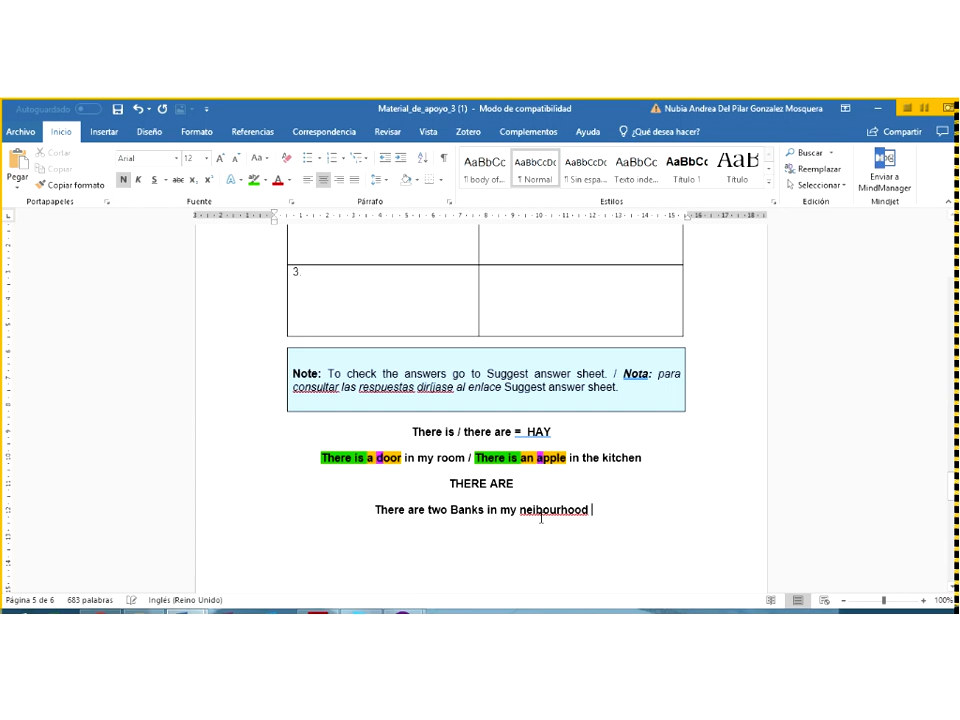 Autoguardado
Material_de_apoyo_3 (1) - Modo de compatibilidad
Nubia Andrea Del Pilar Gonzalez Mosquera
Archivo Inicio Insertar Diseño Formato Referencias Correspondencia Revisar Vista Zotero Complementos Ayuda ¿Qué desea hacer? Compartir
Pegar
Cortar
Copiar
Copiar formato
Portapapeles
Arial 12
N K S abc x₂ x²
Fuente
Párrafo
AaBbCc AaBbCcDc AaBbCcDc AaBbCc AaBbCc AaB
¶ body of... ¶ Normal ¶ Sin espa... Texto inde... Título 1 Título
Estilos
Buscar
Reemplazar
Seleccionar
Edición
Enviar a
MindManager
Mindjet
3.
Note: To check the answers go to Suggest answer sheet. / Nota: para
consultar las respuestas diríjase al enlace Suggest answer sheet.
There is / there are = HAY
There is a door in my room / There is an apple in the kitchen
THERE ARE
There are two Banks in my neibourhood
Página 5 de 6 683 palabras Inglés (Reino Unido) 100%